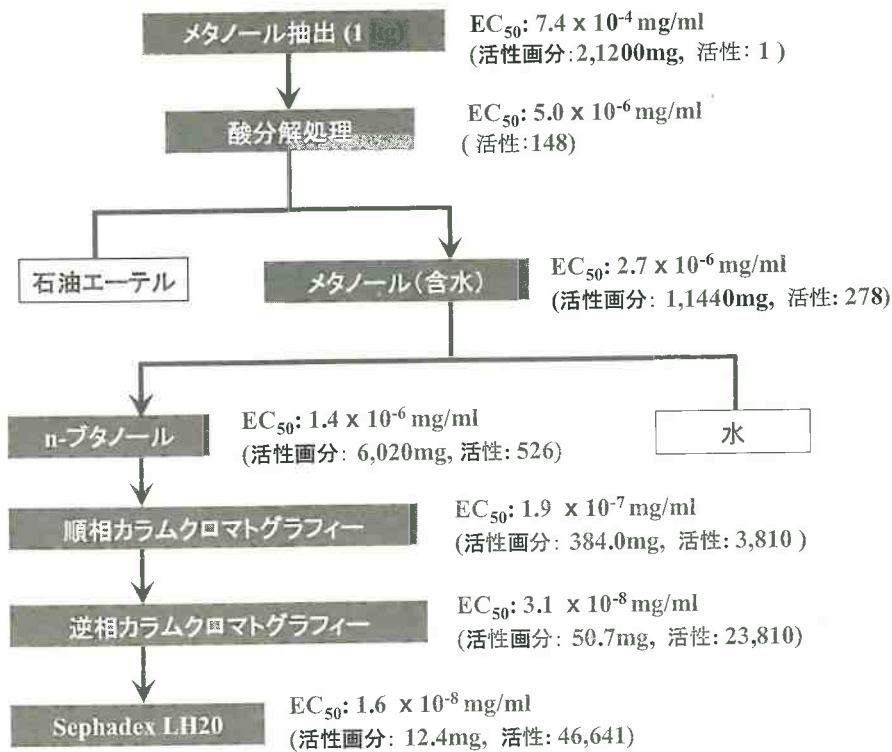 メタノール抽出 (1 kg)
EC50: 7.4 x 10-4 mg/ml
(活性画分:2,1200mg, 活性: 1 )
酸分解処理
EC50: 5.0 x 10-6 mg/ml
( 活性:148)
石油エーテル
メタノール(含水)
EC50: 2.7 x 10-6 mg/ml
(活性画分: 1,1440mg, 活性: 278)
n-ブタノール
EC50: 1.4 x 10-6 mg/ml
(活性画分: 6,020mg, 活性: 526)
水
順相カラムクロマトグラフィー
EC50: 1.9 x 10-7 mg/ml
(活性画分: 384.0mg, 活性: 3,810 )
逆相カラムクロマトグラフィー
EC50: 3.1 x 10-8 mg/ml
(活性画分: 50.7mg, 活性: 23,810)
Sephadex LH20
EC50: 1.6 x 10-8 mg/ml
(活性画分: 12.4mg, 活性: 46,641)